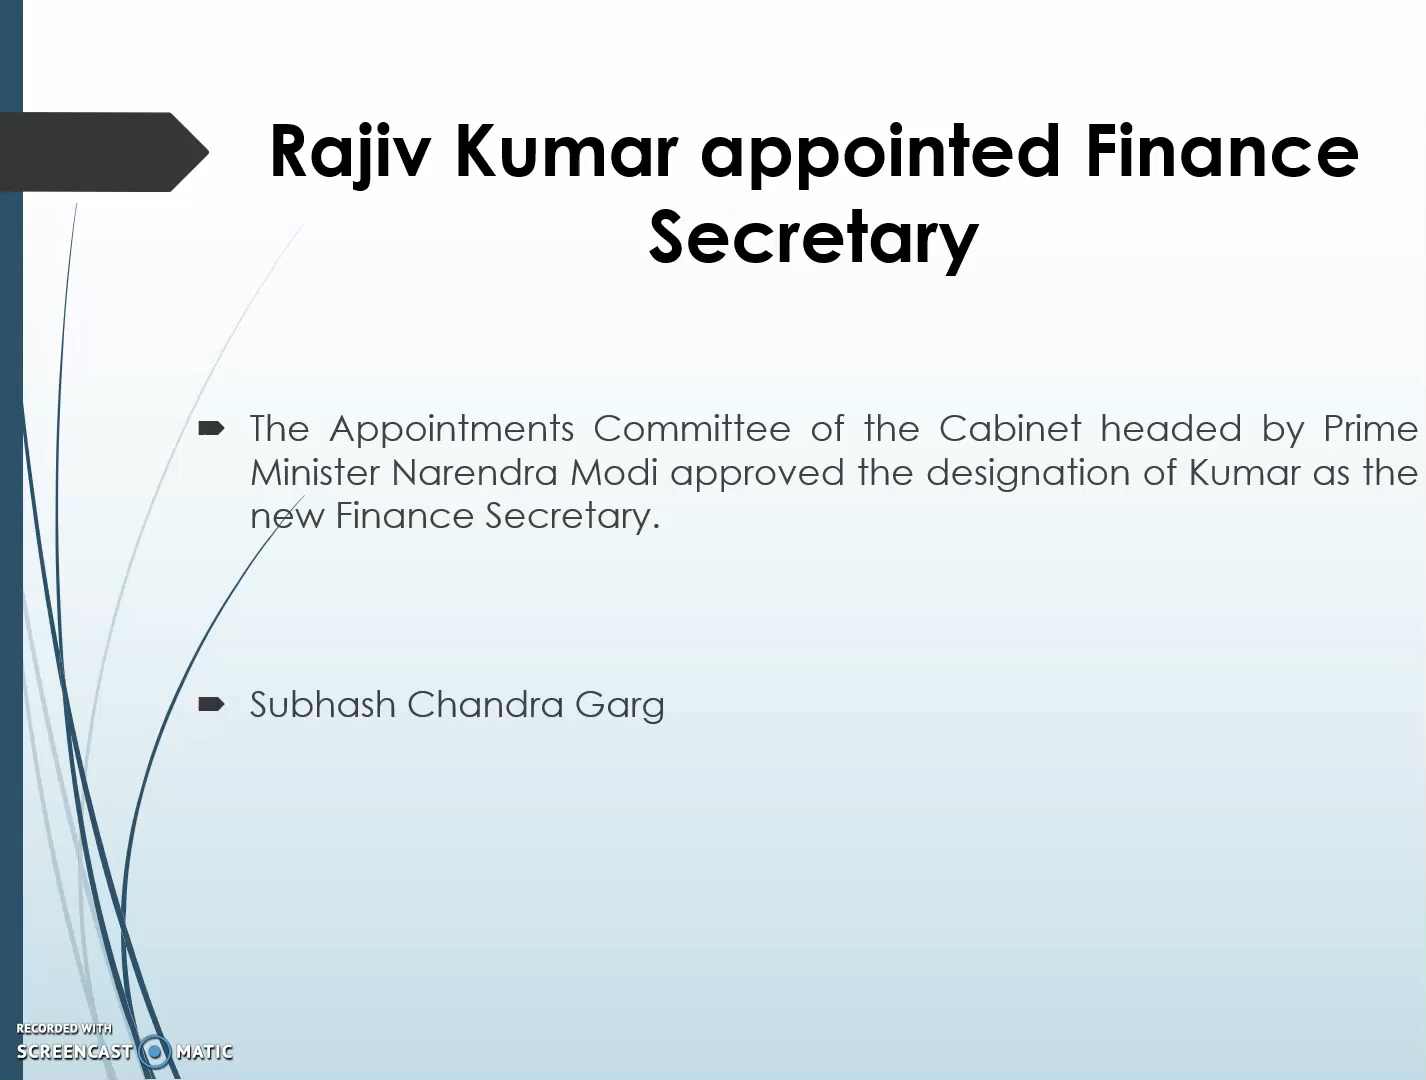 Rajiv Kumar appointed Finance
Secretary
The Appointments Committee of the Cabinet headed by Prime
Minister Narendra Modi approved the designation of Kumar as the
new Finance Secretary.
Subhash Chandra Garg
RECORDED WITH
SCREENCAST MATIC